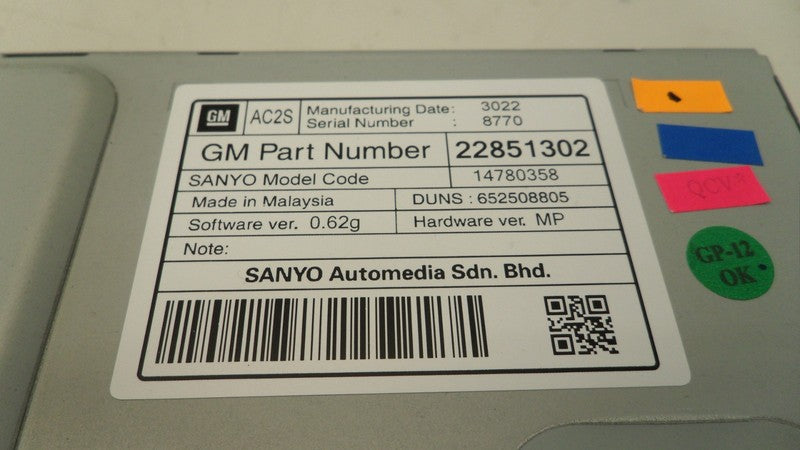 GM AC2S Manufacturing Date: 3022
Serial Number : 8770
GM Part Number 22851302
SANYO Model Code 14780358
Made in Malaysia DUNS : 652508805
Software ver. 0.62g Hardware ver. MP
Note:
SANYO Automedia Sdn. Bhd.
QCV*
GP-12
OK